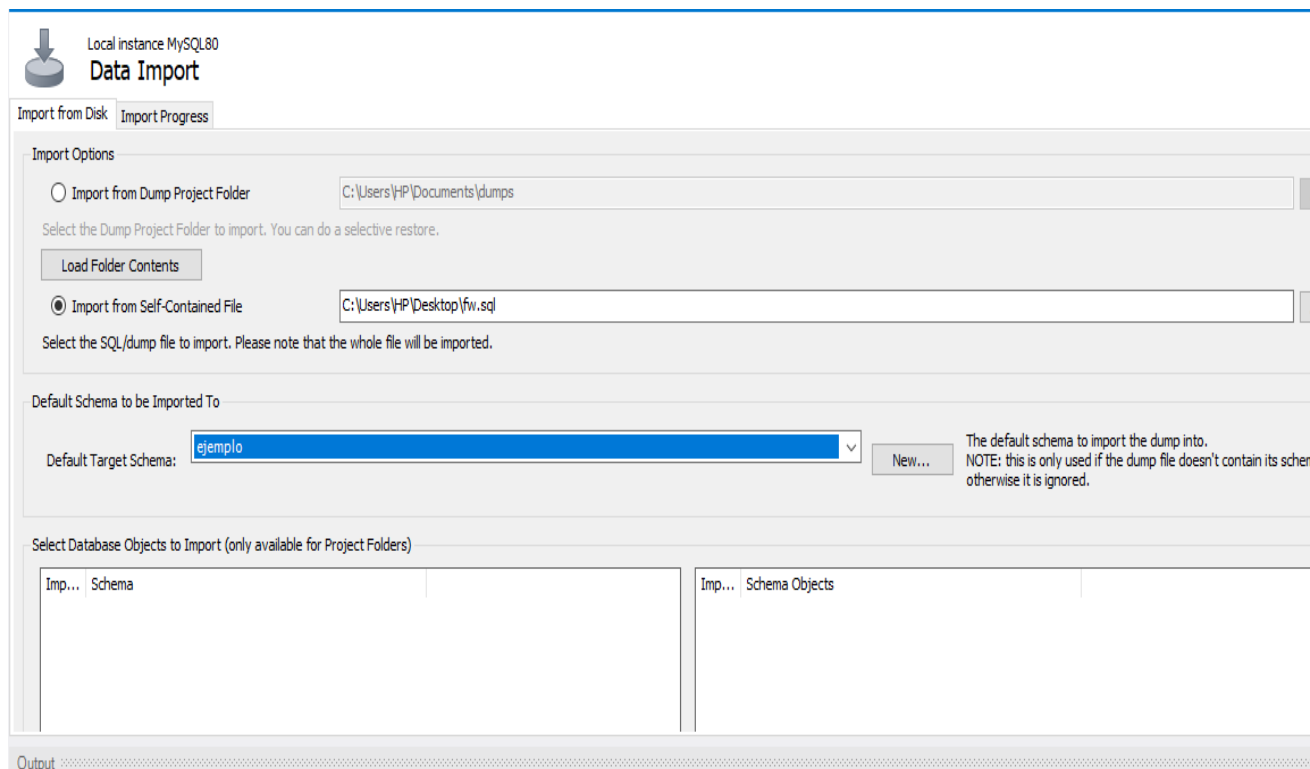 Local instance MySQL80
Data Import
Import from Disk
Import Progress
Import Options
Import from Dump Project Folder
C:\Users\HP\Documents\dumps
Select the Dump Project Folder to import. You can do a selective restore.
Load Folder Contents
Import from Self-Contained File
C:\Users\HP\Desktop\fw.sql
Select the SQL/dump file to import. Please note that the whole file will be imported.
Default Schema to be Imported To
Default Target Schema:
ejemplo
New...
The default schema to import the dump into.
NOTE: this is only used if the dump file doesn't contain its schem
otherwise it is ignored.
Select Database Objects to Import (only available for Project Folders)
Imp... Schema
Imp... Schema Objects
Output